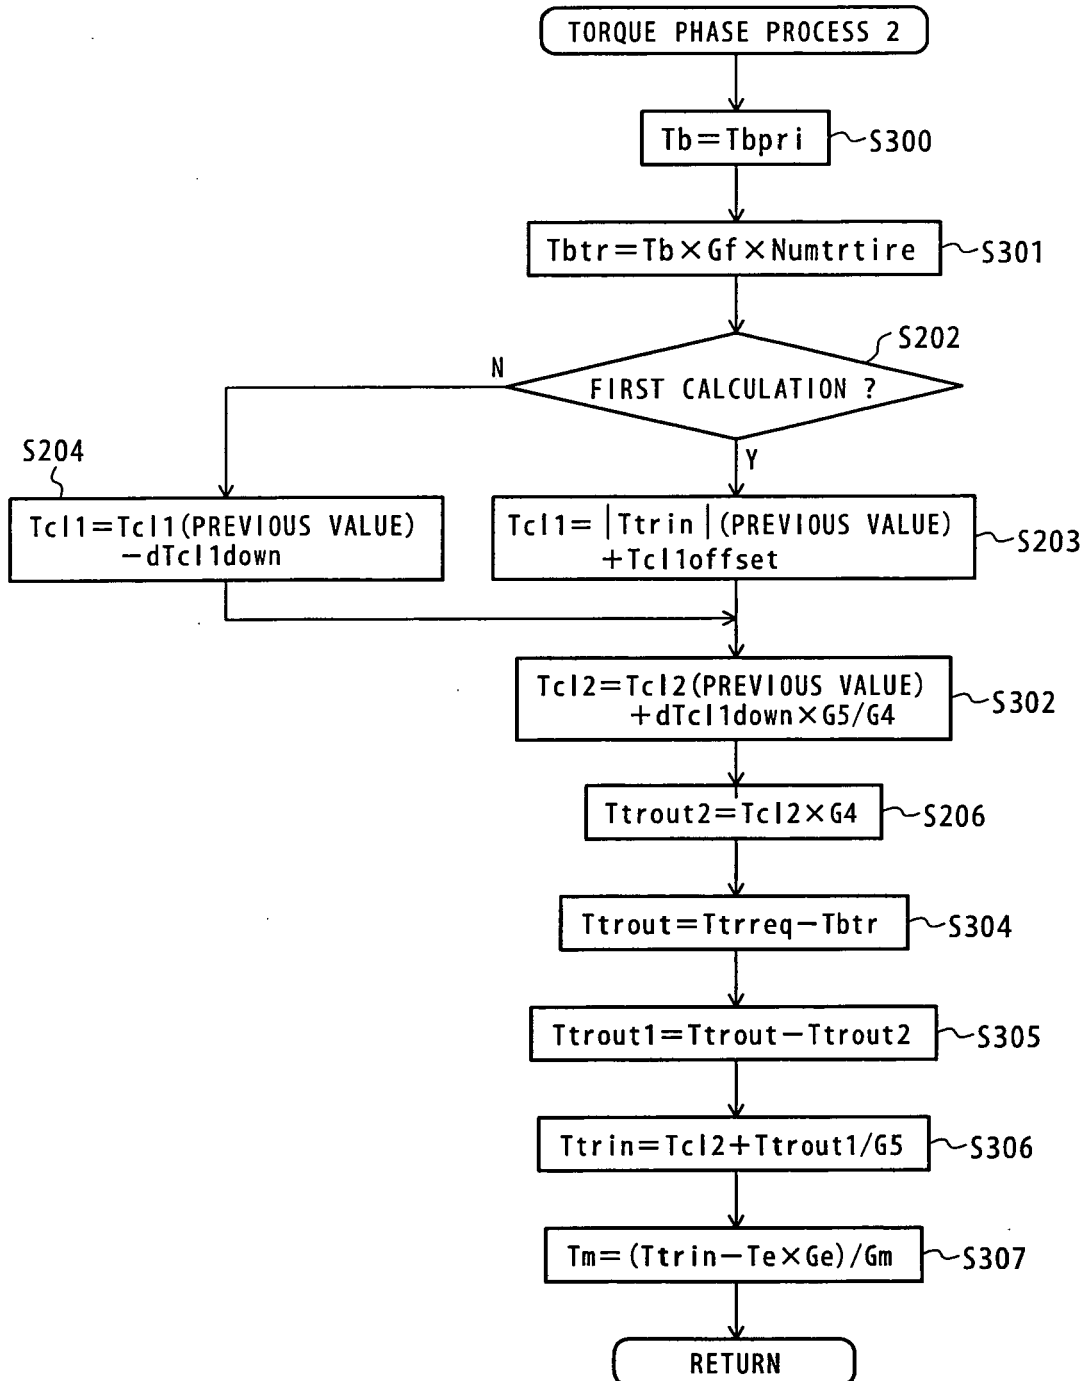 TORQUE PHASE PROCESS 2
Tb=Tbpri
S300
Tbtr=Tb×Gf×Numtrtire
S301
S202
N
FIRST CALCULATION ?
Y
S204
Tcl1=Tcl1(PREVIOUS VALUE)
−dTcl1down
Tcl1=|Ttrin|(PREVIOUS VALUE)
+Tcl1offset
S203
Tcl2=Tcl2(PREVIOUS VALUE)
+dTcl1down×G5/G4
S302
Ttrout2=Tcl2×G4
S206
Ttrout=Ttrreq−Tbtr
S304
Ttrout1=Ttrout−Ttrout2
S305
Ttrin=Tcl2+Ttrout1/G5
S306
Tm=(Ttrin−Te×Ge)/Gm
S307
RETURN